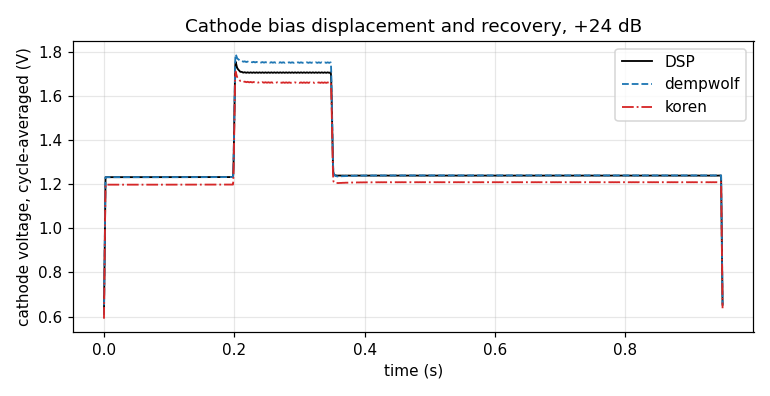 Cathode bias displacement and recovery, +24 dB
cathode voltage, cycle-averaged (V)
1.8
1.6
1.4
1.2
1.0
0.8
0.6
DSP
dempwolf
koren
0.0
0.2
0.4
0.6
0.8
time (s)